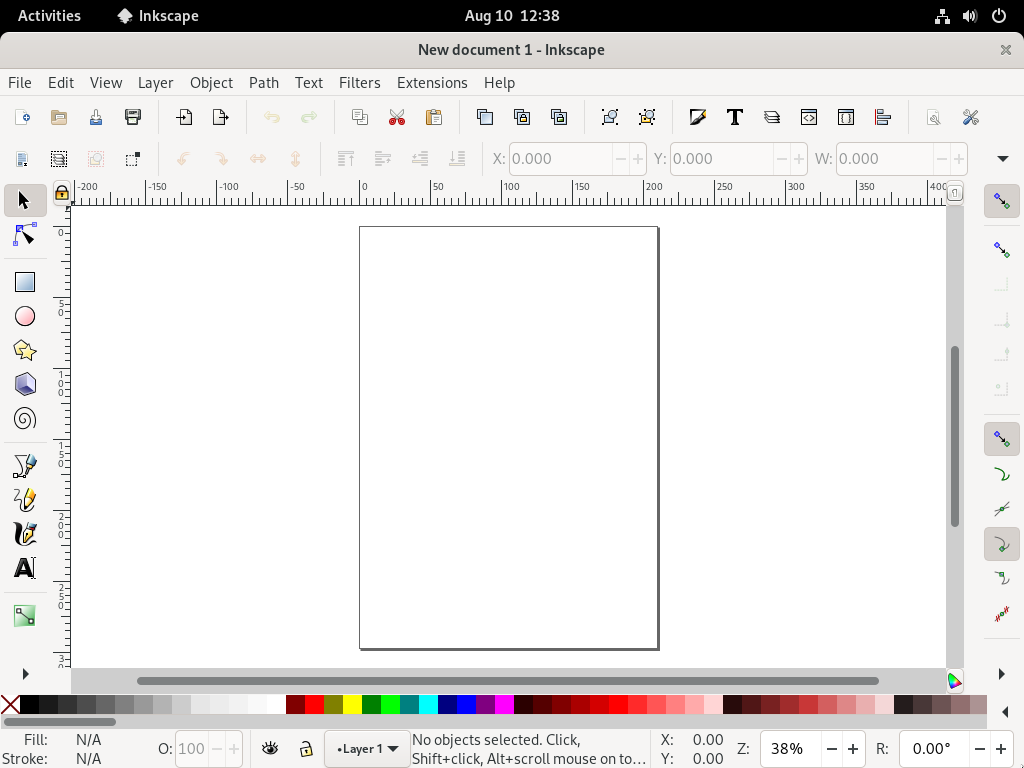 Activities Inkscape Aug 10 12:38
New document 1 - Inkscape
File Edit View Layer Object Path Text Filters Extensions Help
X: 0.000 Y: 0.000 W: 0.000
-200 -150 -100 -50 0 50 100 150 200 250 300 350 400
0
50
100
150
200
250
30
Fill: N/A
Stroke: N/A
O: 100
•Layer 1
No objects selected. Click,
Shift+click, Alt+scroll mouse on to…
X: 0.00
Y: 0.00
Z: 38%
R: 0.00°